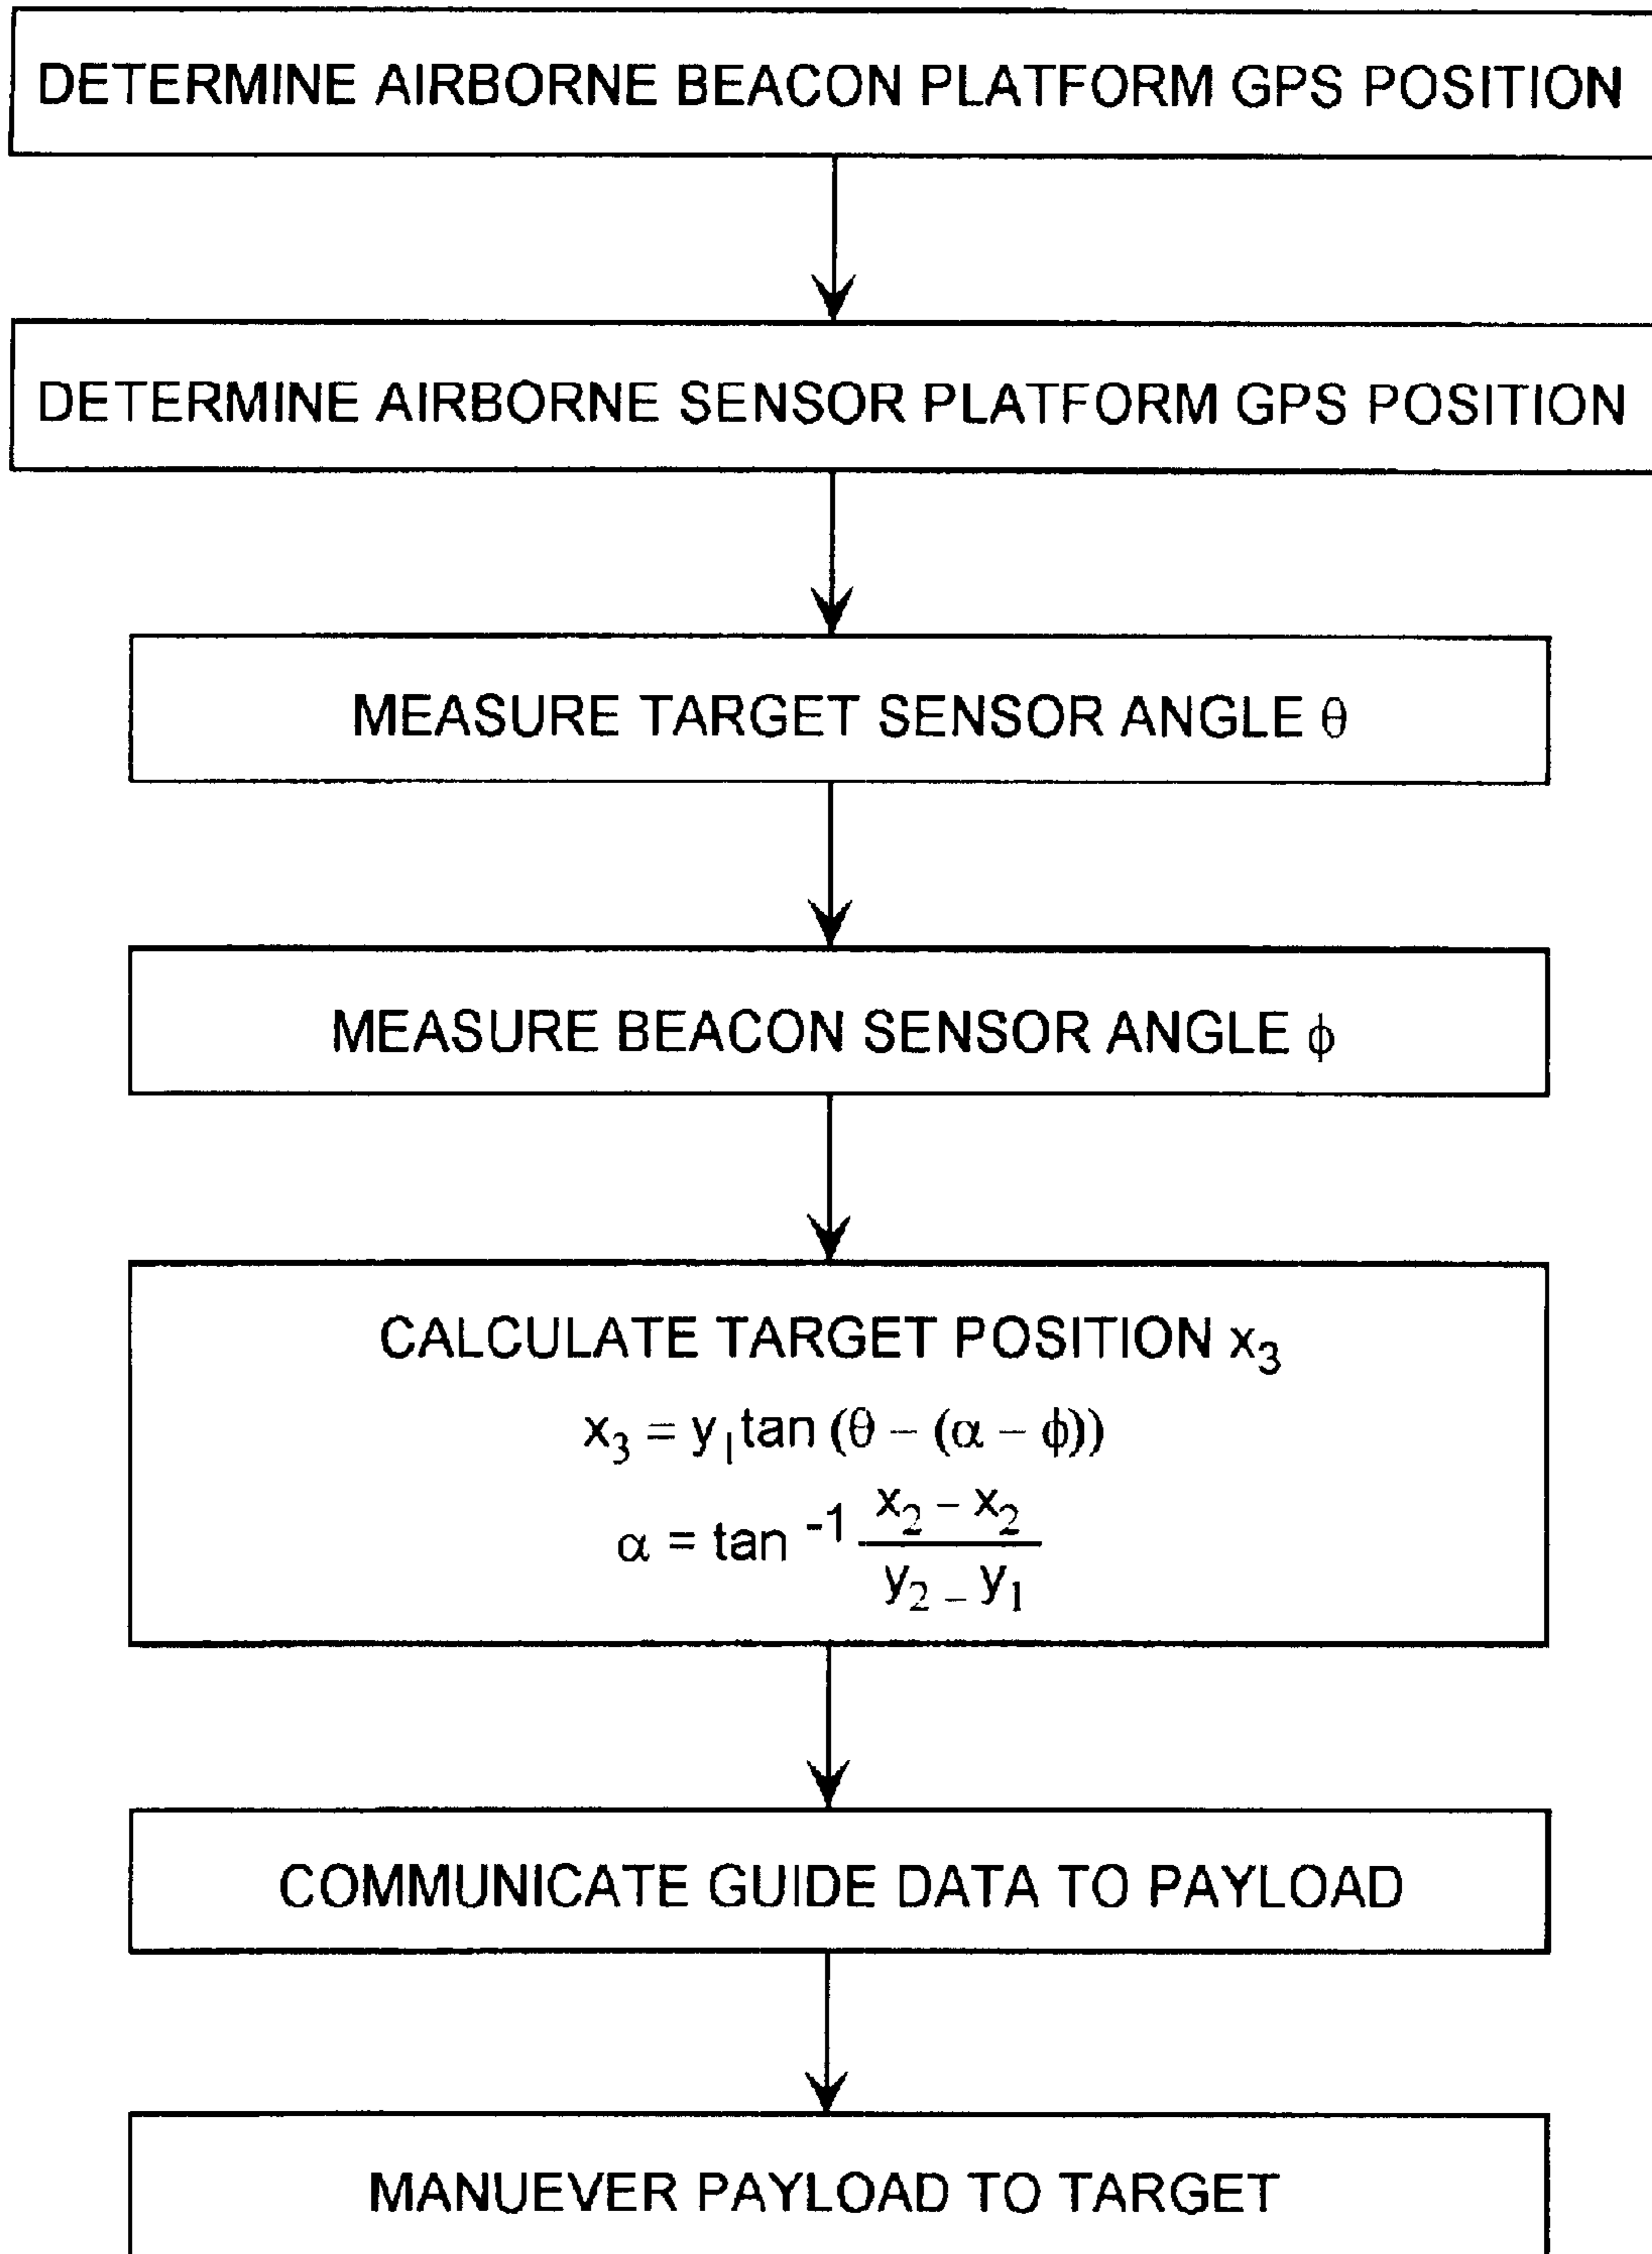 DETERMINE AIRBORNE BEACON PLATFORM GPS POSITION
DETERMINE AIRBORNE SENSOR PLATFORM GPS POSITION
MEASURE TARGET SENSOR ANGLE θ
MEASURE BEACON SENSOR ANGLE ϕ
CALCULATE TARGET POSITION x₃
x₃ = y₁tan (θ – (α – ϕ))
α = tan ⁻¹ (x₂ – x₂) / (y₂ – y₁)
COMMUNICATE GUIDE DATA TO PAYLOAD
MANUEVER PAYLOAD TO TARGET